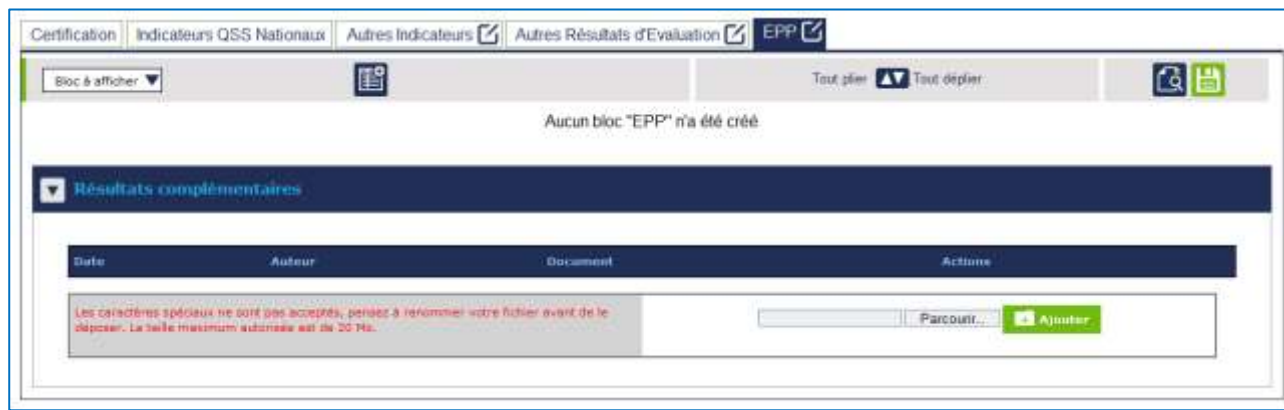 Certification Indicateurs QSS Nationaux Autres Indicateurs Autres Résultats d'Evaluation EPP
Bloc à afficher Tout plier Tout déplier
Aucun bloc "EPP" n'a été créé
Résultats complémentaires
Date Auteur Document Actions
Les caractères spéciaux ne sont pas acceptés, pensez à renommer votre fichier avant de le
déposer. La taille maximum autorisée est de 20 Mo.
Parcourir... Ajouter